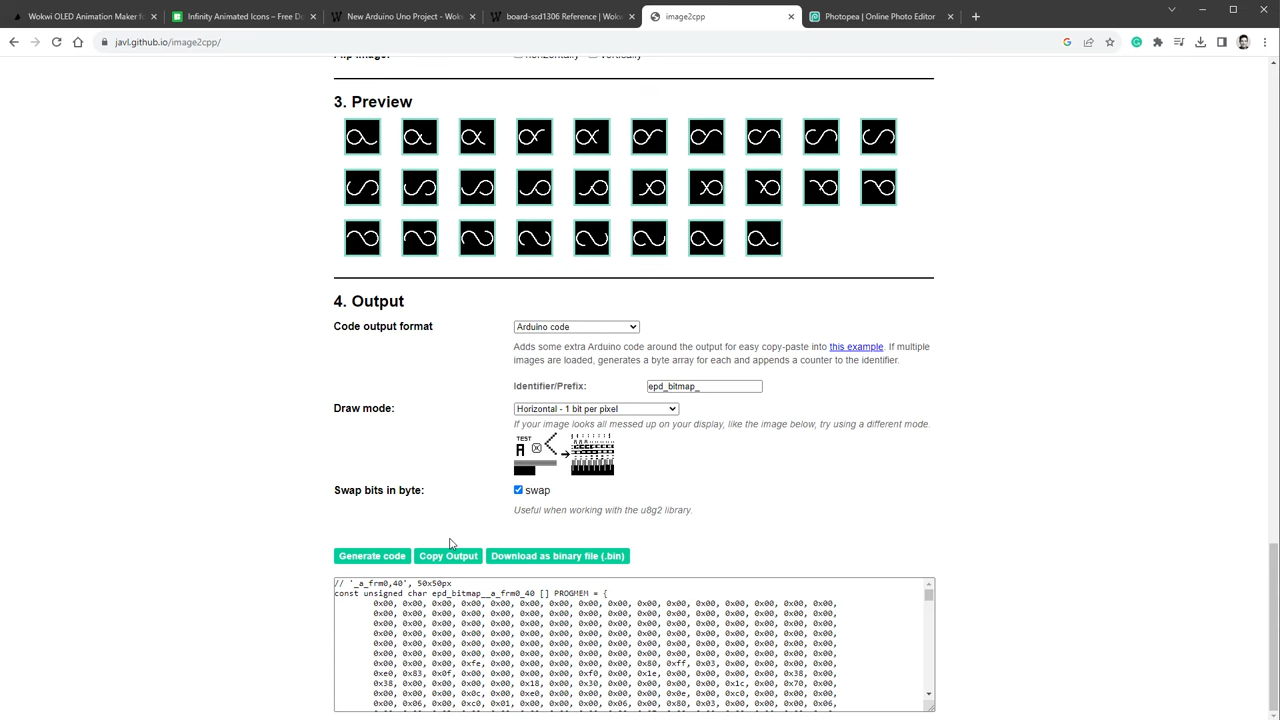 Wokwi OLED Animation Maker fo
Infinity Animated Icons – Free Do
New Arduino Uno Project - Wok
board-ssd1306 Reference | Wokw
image2cpp
Photopea | Online Photo Editor
javl.github.io/image2cpp/
Flip image:
horizontally
vertically
3. Preview
4. Output
Code output format
Arduino code
Adds some extra Arduino code around the output for easy copy-paste into this example. If multiple
images are loaded, generates a byte array for each and appends a counter to the identifier.
Identifier/Prefix:
epd_bitmap_
Draw mode:
Horizontal - 1 bit per pixel
If your image looks all messed up on your display, like the image below, try using a different mode.
TEST
Swap bits in byte:
swap
Useful when working with the u8g2 library.
Generate code
Copy Output
Download as binary file (.bin)
// '_a_frm0,40', 50x50px
const unsigned char epd_bitmap__a_frm0_40 [] PROGMEM = {
0x00, 0x00, 0x00, 0x00, 0x00, 0x00, 0x00, 0x00, 0x00, 0x00, 0x00, 0x00, 0x00, 0x00, 0x00, 0x00,
0x00, 0x00, 0x00, 0x00, 0x00, 0x00, 0x00, 0x00, 0x00, 0x00, 0x00, 0x00, 0x00, 0x00, 0x00, 0x00,
0x00, 0x00, 0x00, 0x00, 0x00, 0x00, 0x00, 0x00, 0x00, 0x00, 0x00, 0x00, 0x00, 0x00, 0x00, 0x00,
0x00, 0x00, 0x00, 0x00, 0x00, 0x00, 0x00, 0x00, 0x00, 0x00, 0x00, 0x00, 0x00, 0x00, 0x00, 0x00,
0x00, 0x00, 0x00, 0x00, 0x00, 0x00, 0x00, 0x00, 0x00, 0x00, 0x00, 0x00, 0x00, 0x00, 0x00, 0x00,
0x00, 0x00, 0x00, 0x00, 0x00, 0x00, 0x00, 0x00, 0x00, 0x00, 0x00, 0x00, 0x00, 0x00, 0x00, 0x00,
0x00, 0x00, 0x00, 0xfe, 0x00, 0x00, 0x00, 0x00, 0x00, 0x80, 0xff, 0x03, 0x00, 0x00, 0x00, 0x00,
0xe0, 0x83, 0x0f, 0x00, 0x00, 0x00, 0x00, 0xf0, 0x00, 0x1e, 0x00, 0x00, 0x00, 0x00, 0x38, 0x00,
0x38, 0x00, 0x00, 0x00, 0x00, 0x18, 0x00, 0x30, 0x00, 0x00, 0x00, 0x00, 0x1c, 0x00, 0x70, 0x00,
0x00, 0x00, 0x00, 0x0c, 0x00, 0xe0, 0x00, 0x00, 0x00, 0x00, 0x0e, 0x00, 0xc0, 0x00, 0x00, 0x00,
0x00, 0x06, 0x00, 0xc0, 0x01, 0x00, 0x00, 0x00, 0x06, 0x00, 0x80, 0x03, 0x00, 0x00, 0x00, 0x06,